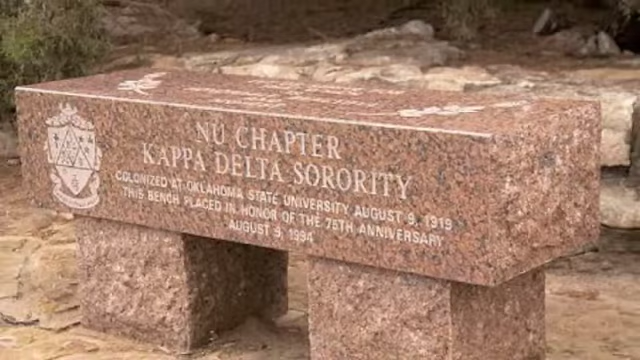 NU CHAPTER
KAPPA DELTA SORORITY
COLONIZED AT OKLAHOMA STATE UNIVERSITY AUGUST 9, 1919
THIS BENCH PLACED IN HONOR OF THE 75TH ANNIVERSARY
AUGUST 9, 1994